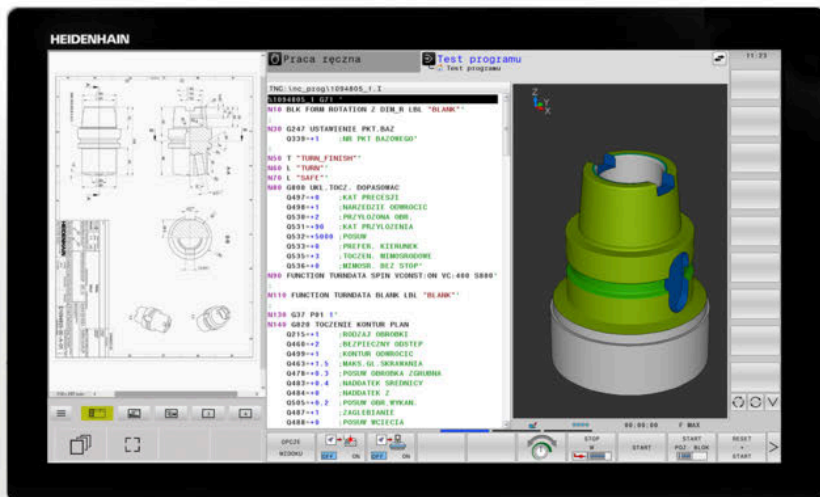 HEIDENHAIN
Praca ręczna
Test programu
Test programu
11:23
TNC:\nc_prog\1094805_1.I
%1094805_1 G71 *
N10 BLK FORM ROTATION Z DIM_R LBL "BLANK"*
;
N30 G247 USTAWIENIE PKT.BAZ
Q339=+1 ;NR PKT BAZOWEGO*
;
N50 T "TURN_FINISH"*
N60 L "TURN"*
N70 L "SAFE"*
N80 G800 UKL.TOCZ. DOPASOWAC
Q497=+0 ;KAT PRECESJI
Q498=+1 ;NARZEDZIE ODWROCIC
Q530=+2 ;PRZYLOZONA OBR.
Q531=+90 ;KAT PRZYLOZENIA
Q532=+5000 ;POSUW
Q533=+0 ;PREFER. KIERUNEK
Q535=+3 ;TOCZEN. MIMOSRODOWE
Q536=+0 ;MIMOSR. BEZ STOP*
N90 FUNCTION TURNDATA SPIN VCONST:ON VC:400 S800*
;
N110 FUNCTION TURNDATA BLANK LBL "BLANK"*
;
N130 G37 P01 1*
N140 G820 TOCZENIE KONTUR PLAN
Q215=+1 ;RODZAJ OBROBKI
Q460=+2 ;BEZPIECZNY ODSTEP
Q499=+1 ;KONTUR ODWROCIC
Q463=+1.5 ;MAKS.GL.SKRAWANIA
Q478=+0.3 ;POSUW OBROBKA ZGRUBNA
Q483=+0.4 ;NADDATEK SREDNICY
Q484=+0 ;NADDATEK Z
Q505=+0.2 ;POSUW OBR.WYKAN.
Q487=+1 ;ZAGLEBIANIE
Q488=+0 ;POSUW WCIECIA
Z
Y
X
00:00:00 F MAX
OPCJE WIDOKU
OFF ON
OFF ON
STOP W
START
START POJ. BLOK
RESET + START